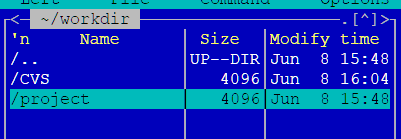 Left File Command Options
<─ ~/workdir ─.[^]>
'n Name │ Size │Modify time
/.. │UP--DIR│Jun 8 15:48
/CVS │ 4096│Jun 8 16:04
/project │ 4096│Jun 8 15:48